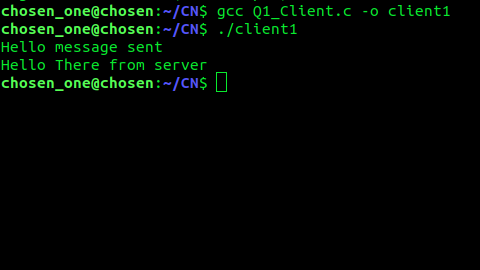 chosen_one@chosen:~/CN$ gcc Q1_Client.c -o client1
chosen_one@chosen:~/CN$ ./client1
Hello message sent
Hello There from server
chosen_one@chosen:~/CN$